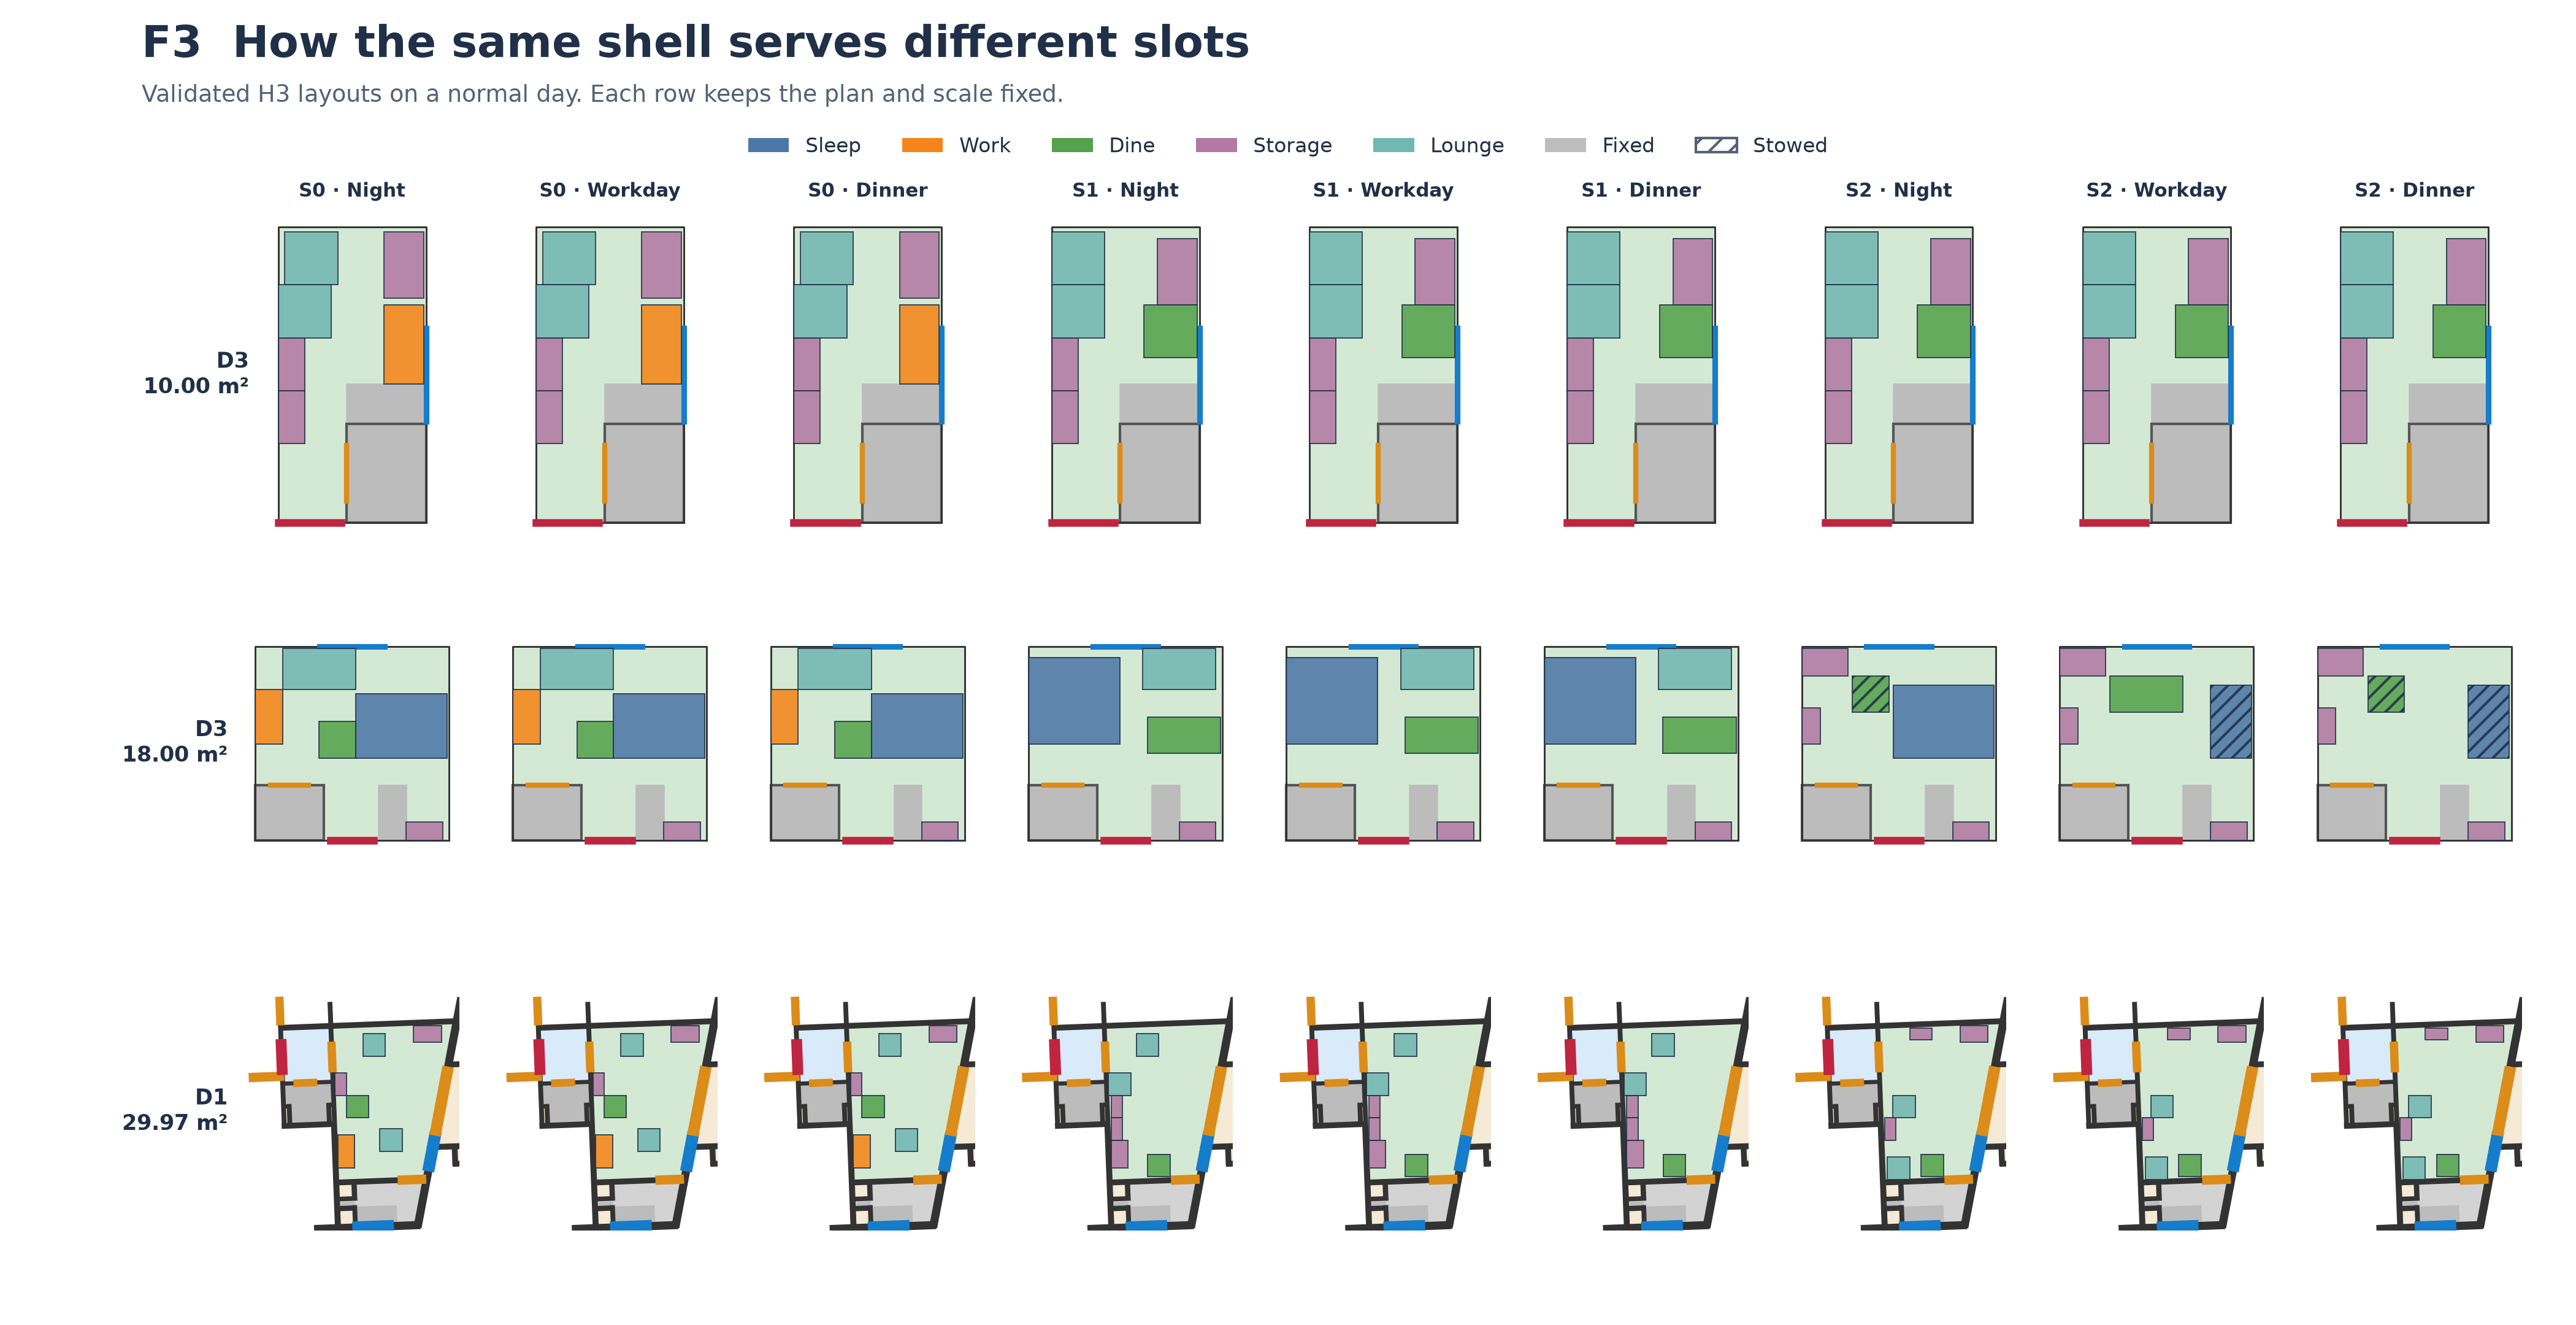 F3  How the same shell serves different slots
Validated H3 layouts on a normal day. Each row keeps the plan and scale fixed.
Sleep  Work  Dine  Storage  Lounge  Fixed  Stowed
S0 · Night  S0 · Workday  S0 · Dinner  S1 · Night  S1 · Workday  S1 · Dinner  S2 · Night  S2 · Workday  S2 · Dinner
D3
10.00 m²
D3
18.00 m²
D1
29.97 m²